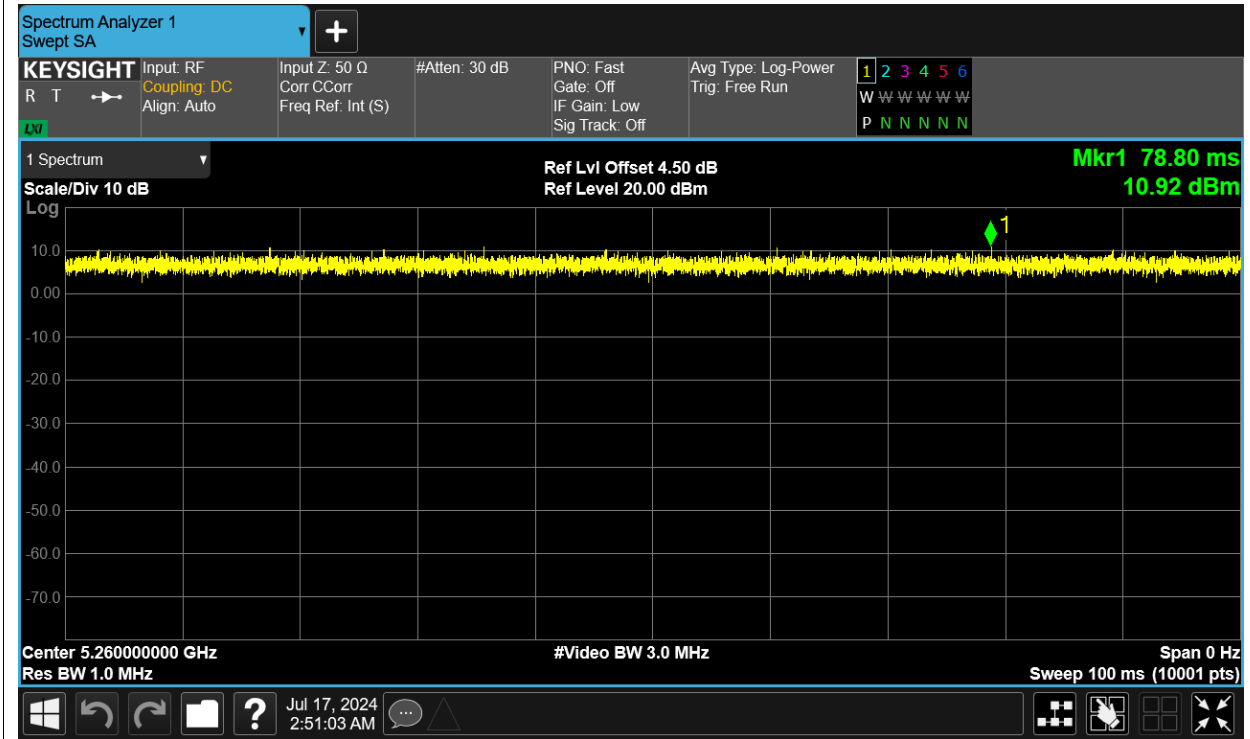 Spectrum Analyzer 1
Swept SA
KEYSIGHT
R T
LXI
Input: RF
Coupling: DC
Align: Auto
Input Z: 50 Ω
Corr CCorr
Freq Ref: Int (S)
#Atten: 30 dB
PNO: Fast
Gate: Off
IF Gain: Low
Sig Track: Off
Avg Type: Log-Power
Trig: Free Run
1 2 3 4 5 6
W W W W W W
P N N N N N
1 Spectrum
Scale/Div 10 dB
Log
Ref Lvl Offset 4.50 dB
Ref Level 20.00 dBm
Mkr1 78.80 ms
10.92 dBm
1
10.0
0.00
-10.0
-20.0
-30.0
-40.0
-50.0
-60.0
-70.0
Center 5.260000000 GHz
Res BW 1.0 MHz
#Video BW 3.0 MHz
Span 0 Hz
Sweep 100 ms (10001 pts)
?
Jul 17, 2024
2:51:03 AM